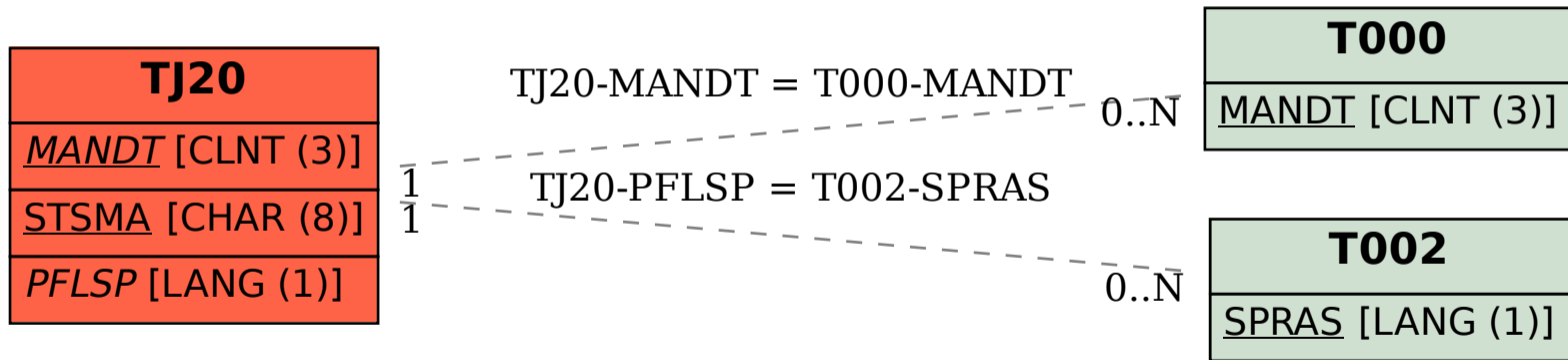 TJ20
MANDT [CLNT (3)]
STSMA [CHAR (8)]
PFLSP [LANG (1)]
TJ20-MANDT = T000-MANDT
0..N
1
TJ20-PFLSP = T002-SPRAS
1
0..N
T000
MANDT [CLNT (3)]
T002
SPRAS [LANG (1)]